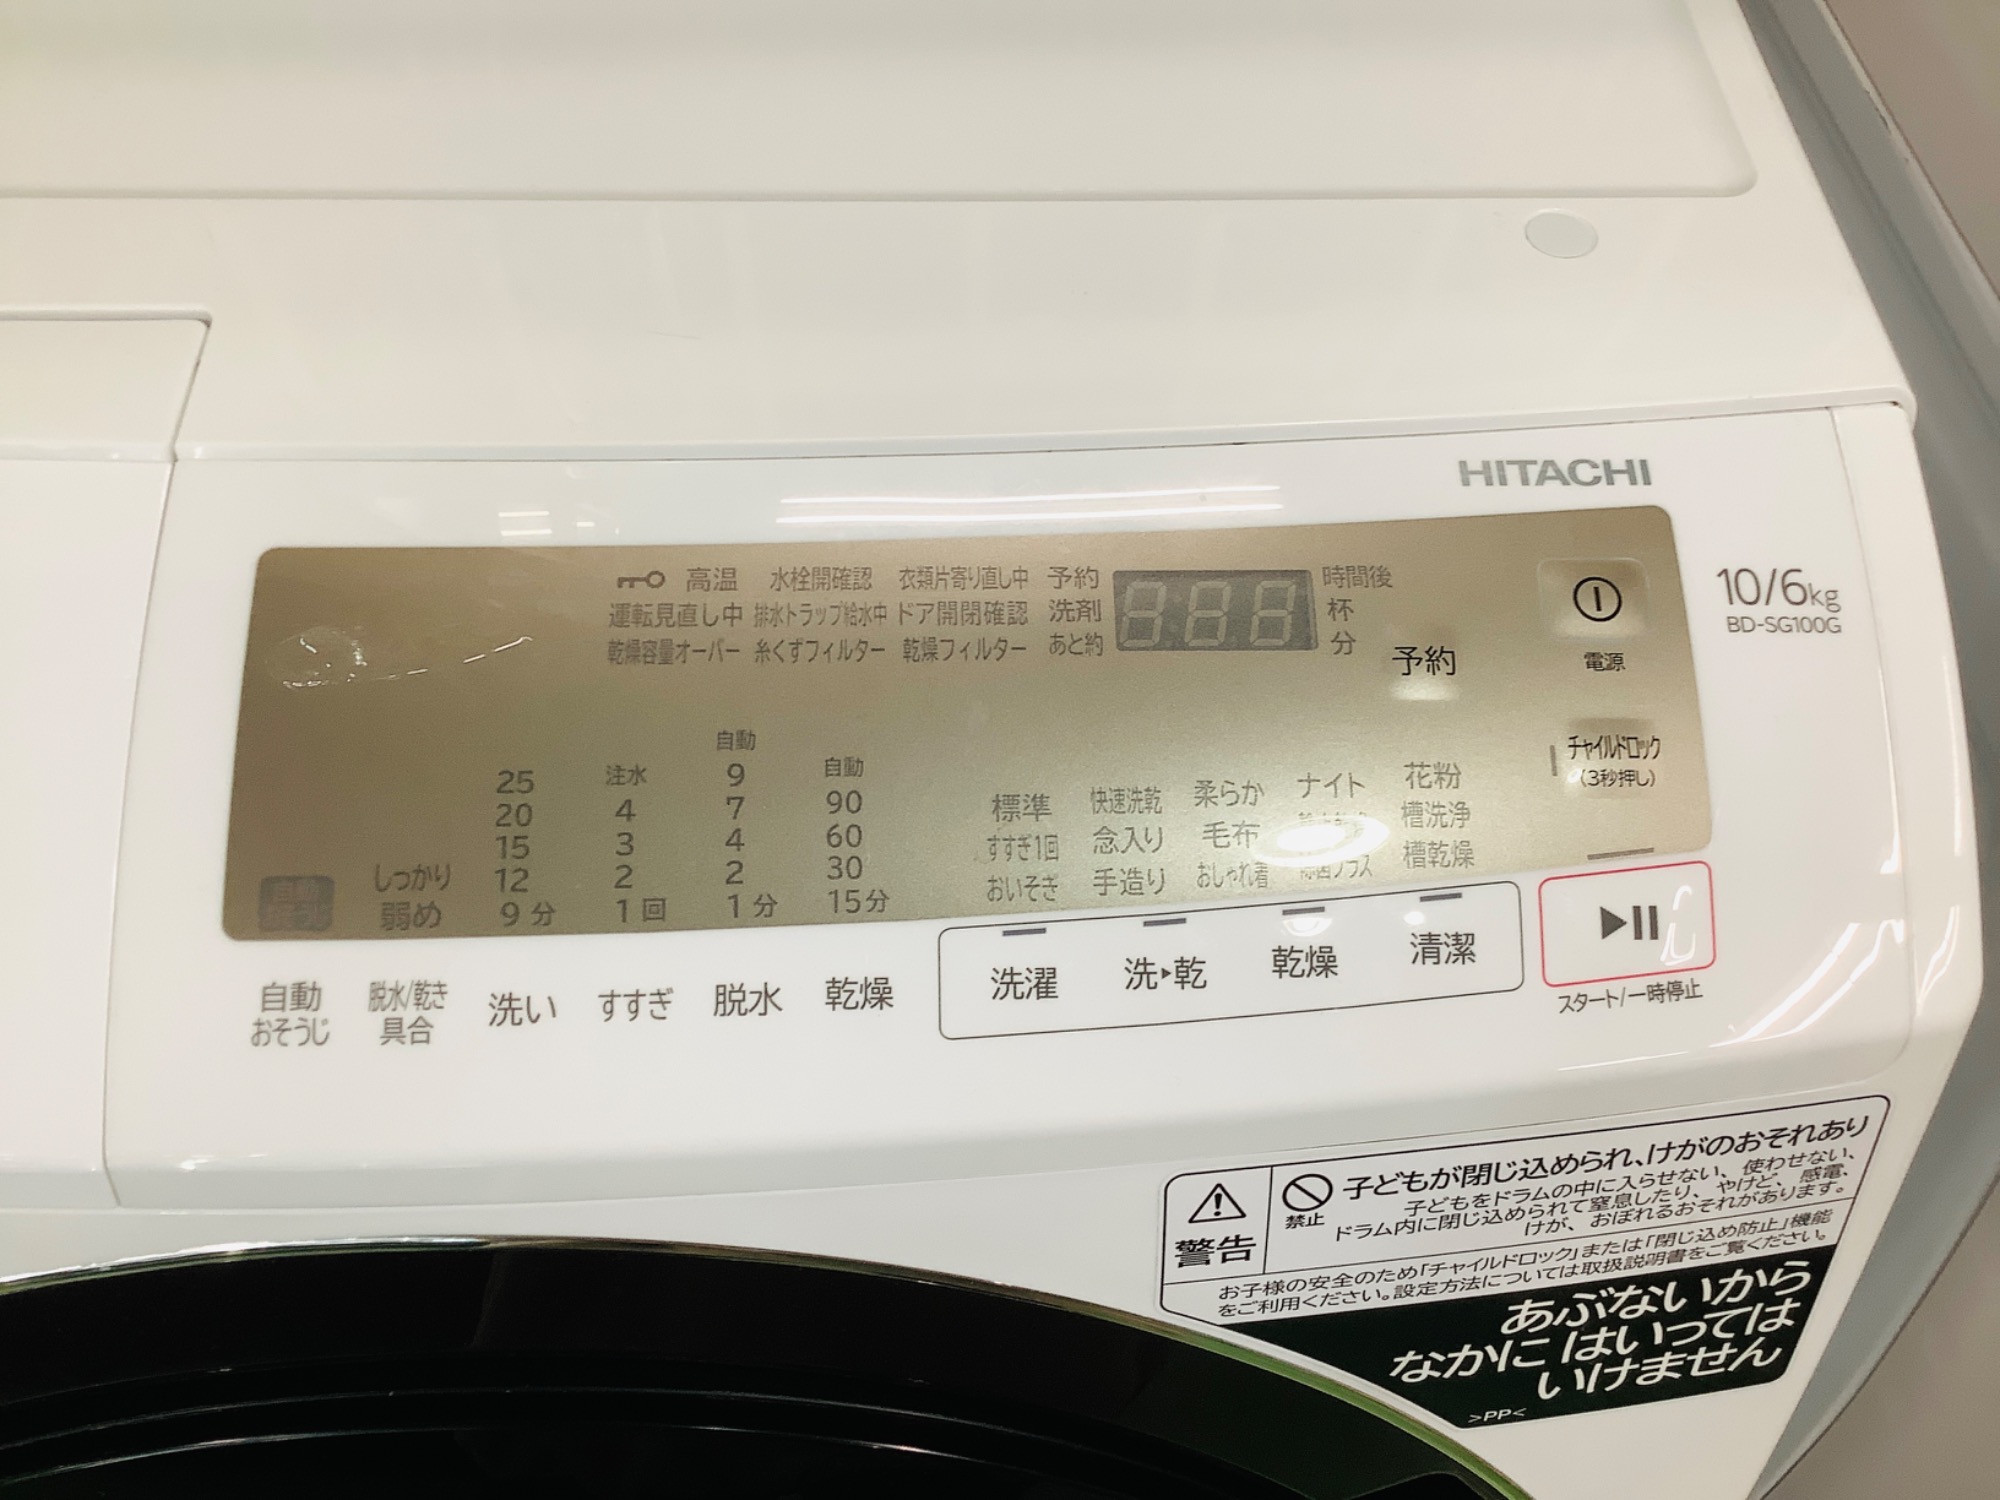 HITACHI
高温 水栓開確認 衣類片寄り直し中 予約 888 時間後
運転見直し中 排水トラップ給水中 ドア開閉確認 洗剤 杯
乾燥容量オーバー 糸くずフィルター 乾燥フィルター あと約 分
予約
電源
10/6kg
BD-SG100G
チャイルドロック
(3秒押し)
自動
おそうじ
しっかり
弱め
25
20
15
12
9 分
注水
4
3
2
1 回
自動
9
7
4
2
1 分
自動
90
60
30
15分
標準
すすぎ1回
おいそぎ
快速洗乾
念入り
手造り
柔らか
毛布
おしゃれ着
ナイト
除菌プラス
花粉
槽洗浄
槽乾燥
自動
おそうじ
脱水/乾き
具合
洗い
すすぎ
脱水
乾燥
洗濯
洗▸乾
乾燥
清潔
スタート/一時停止
警告
禁止
子どもが閉じ込められ、けがのおそれあり
子どもをドラムの中に入らせない、使わせない、
ドラム内に閉じ込められて窒息したり、やけど、感電、
けが、おぼれるおそれがあります。
お子様の安全のため「チャイルドロック」または「閉じ込め防止」機能
をご利用ください。設定方法については取扱説明書をご覧ください。
あぶないから
なかに はいっては
いけません
>PP<